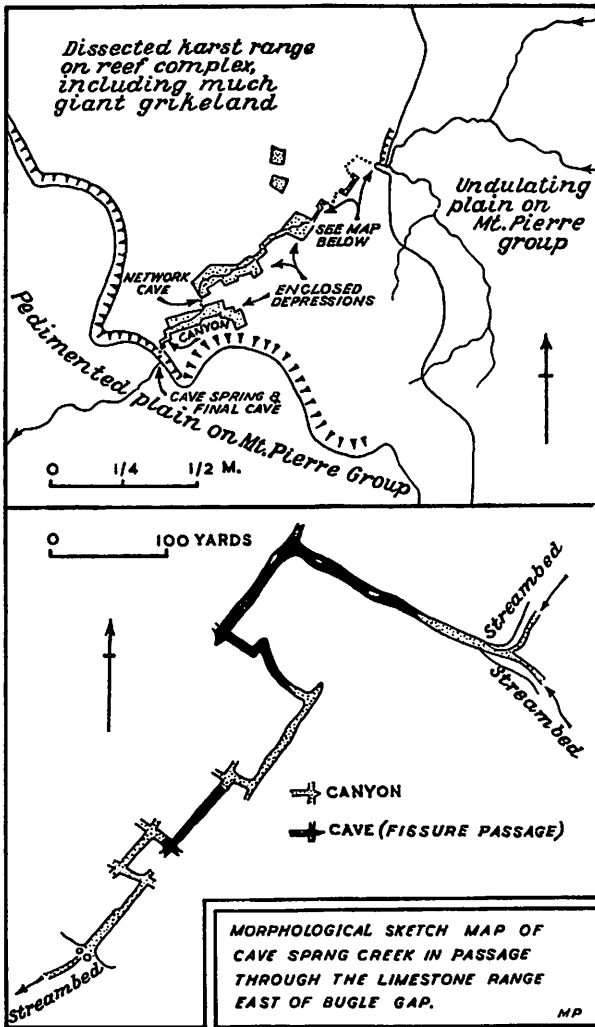 Dissected karst range
on reef complex,
including much
giant grikeland
Undulating
plain on
Mt. Pierre
group
SEE MAP
BELOW
NETWORK
CAVE
ENCLOSED
DEPRESSIONS
CANYON
CAVE SPRING &
FINAL CAVE
Pedimented plain on Mt. Pierre Group
0 1/4 1/2 M.
0 100 YARDS
Streambed
Streambed
CANYON
CAVE (FISSURE PASSAGE)
Streambed
MORPHOLOGICAL SKETCH MAP OF
CAVE SPRNG CREEK IN PASSAGE
THROUGH THE LIMESTONE RANGE
EAST OF BUGLE GAP.
MP